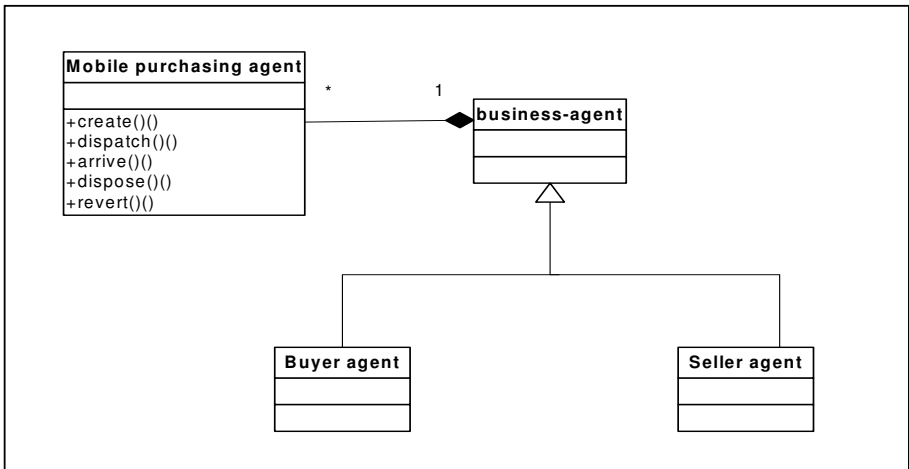 Mobile purchasing agent
* 1
business-agent
+create()()
+dispatch()()
+arrive()()
+dispose()()
+revert()()
Buyer agent
Seller agent